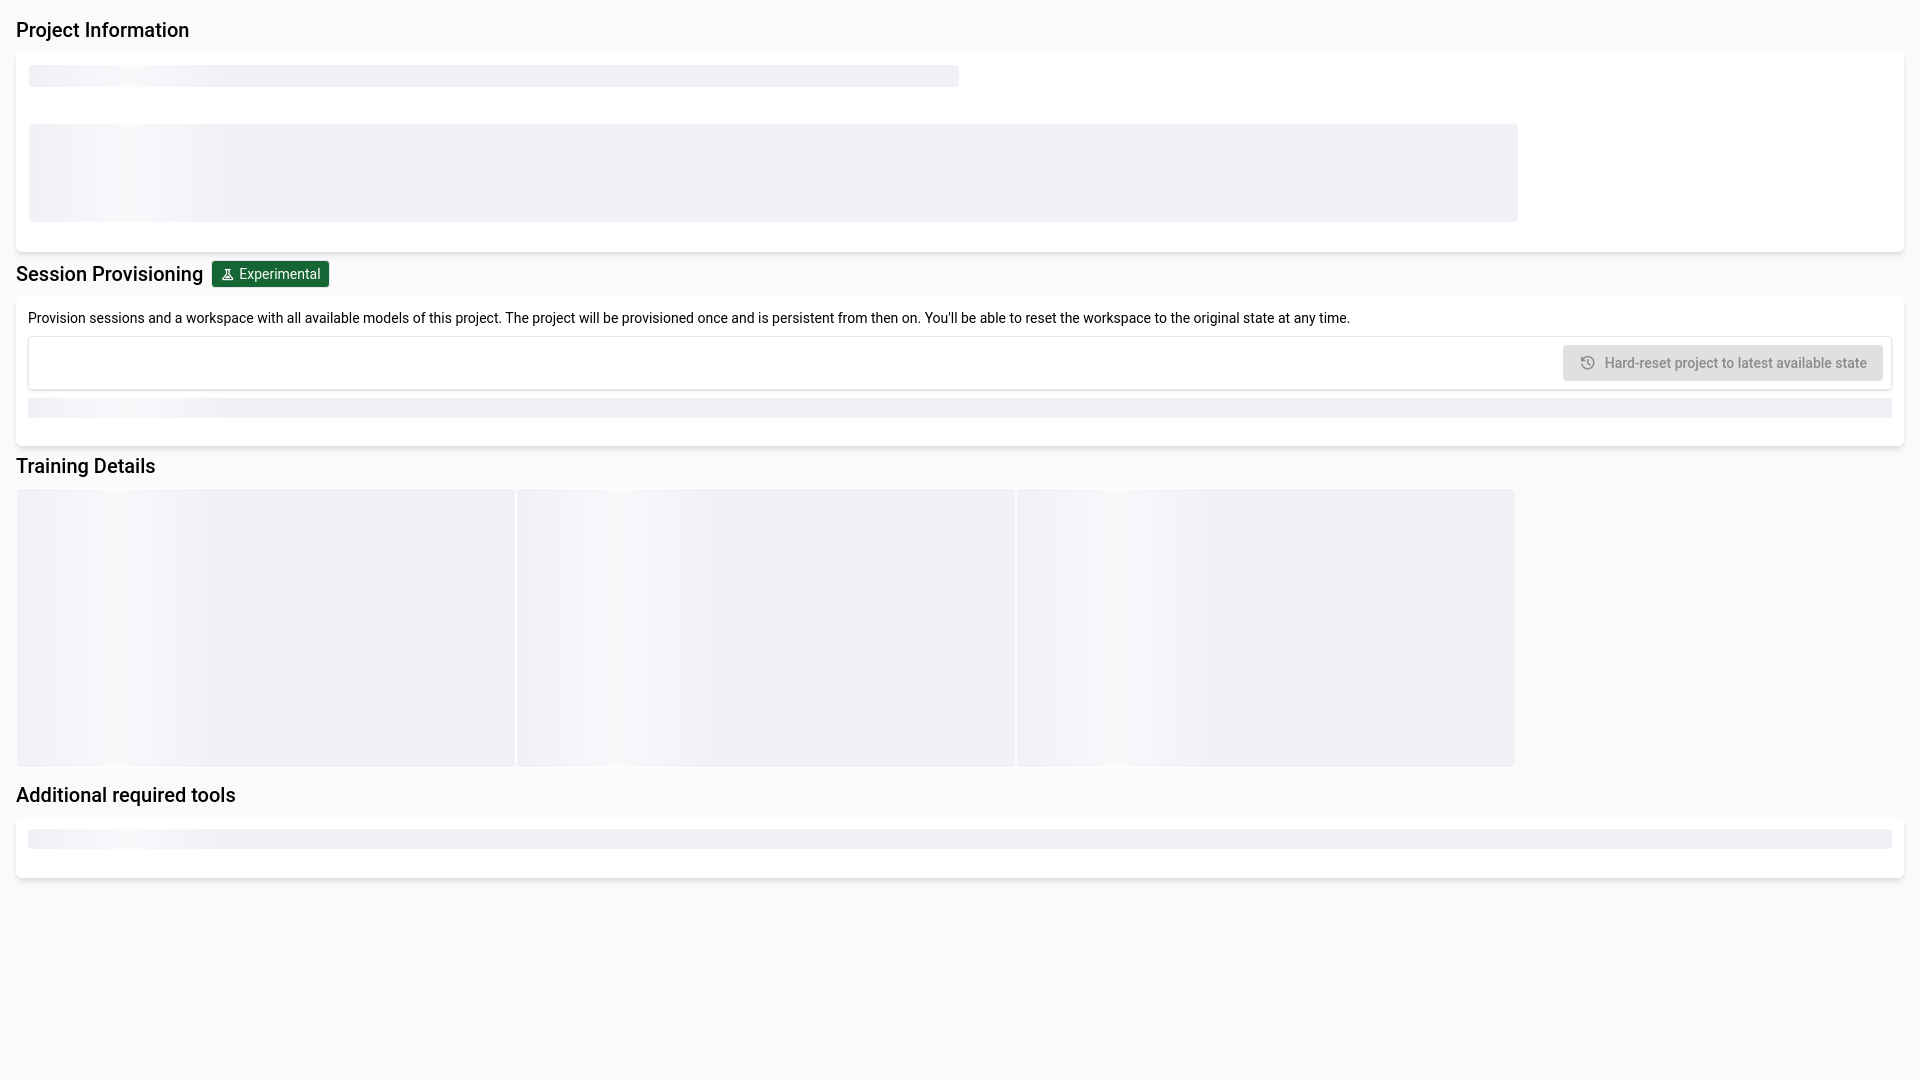 Project Information
Session Provisioning
Experimental
Provision sessions and a workspace with all available models of this project. The project will be provisioned once and is persistent from then on. You'll be able to reset the workspace to the original state at any time.
Hard-reset project to latest available state
Training Details
Additional required tools